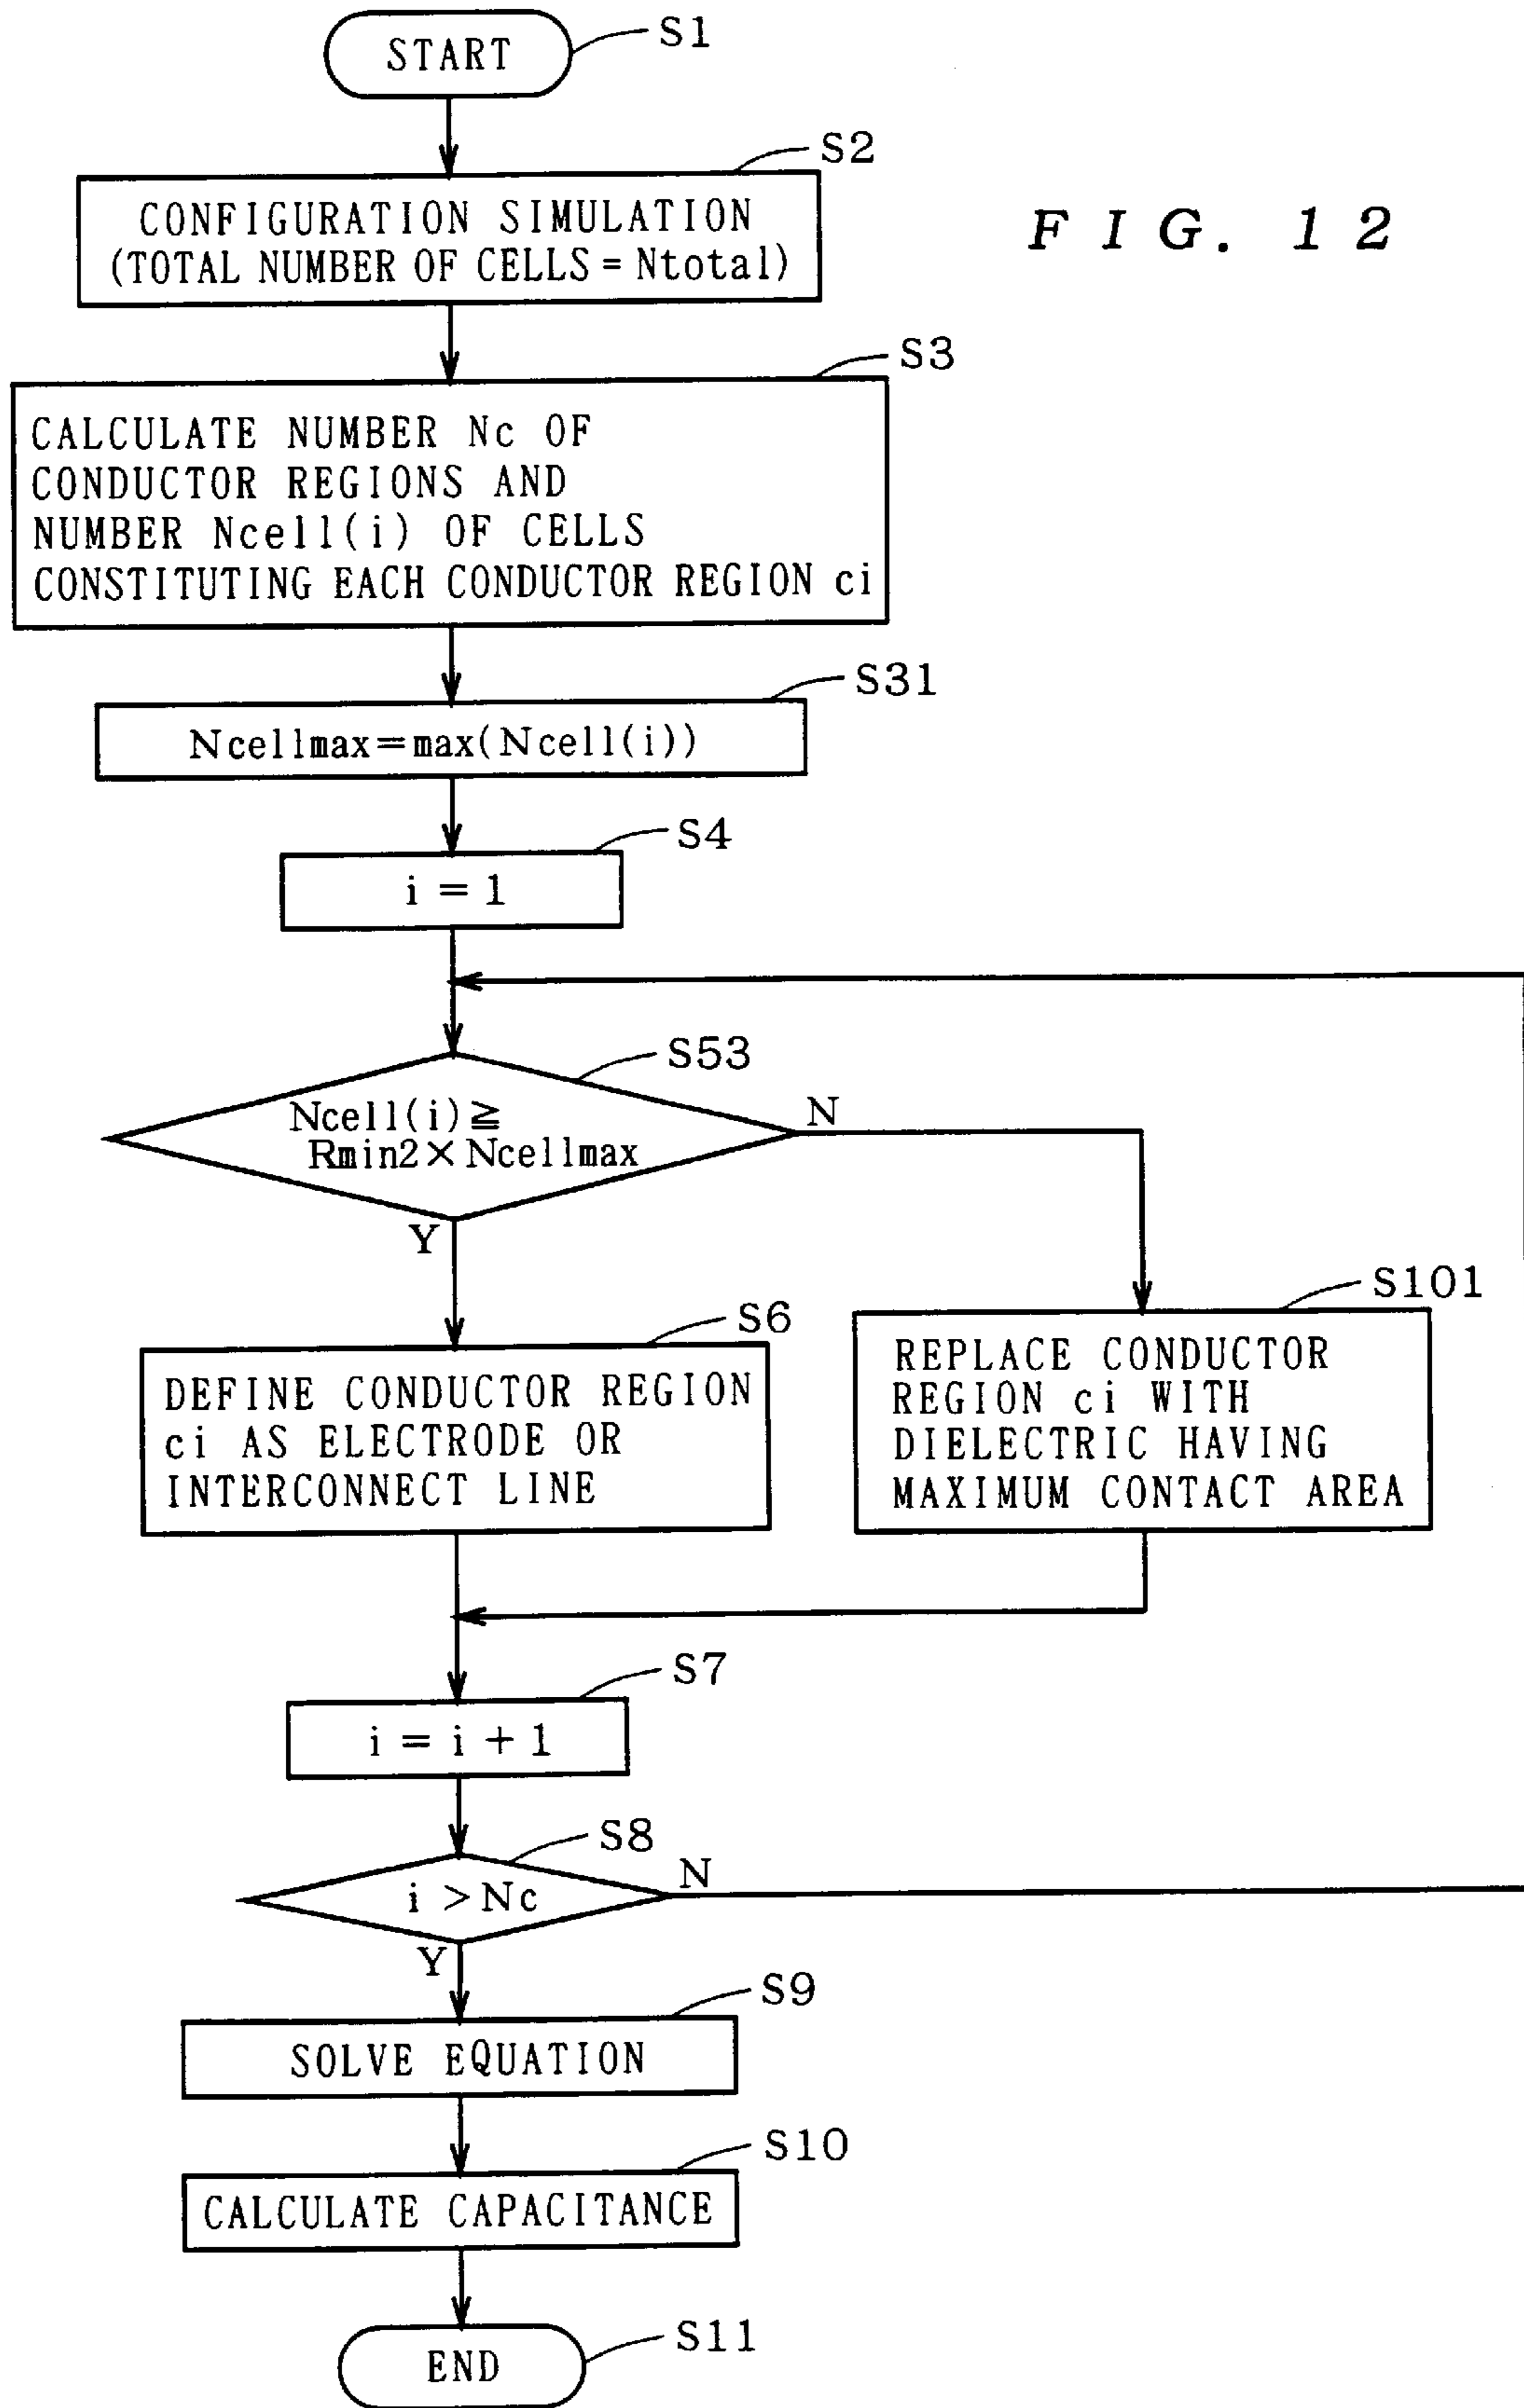 START
S1
S2
CONFIGURATION SIMULATION
(TOTAL NUMBER OF CELLS = Ntotal)
FIG. 12
S3
CALCULATE NUMBER Nc OF
CONDUCTOR REGIONS AND
NUMBER Ncell(i) OF CELLS
CONSTITUTING EACH CONDUCTOR REGION ci
S31
Ncellmax=max(Ncell(i))
S4
i = 1
S53
Ncell(i)≧
Rmin2×Ncellmax
N
Y
S101
REPLACE CONDUCTOR
REGION ci WITH
DIELECTRIC HAVING
MAXIMUM CONTACT AREA
S6
DEFINE CONDUCTOR REGION
ci AS ELECTRODE OR
INTERCONNECT LINE
S7
i = i + 1
S8
i > Nc
N
Y
S9
SOLVE EQUATION
S10
CALCULATE CAPACITANCE
S11
END